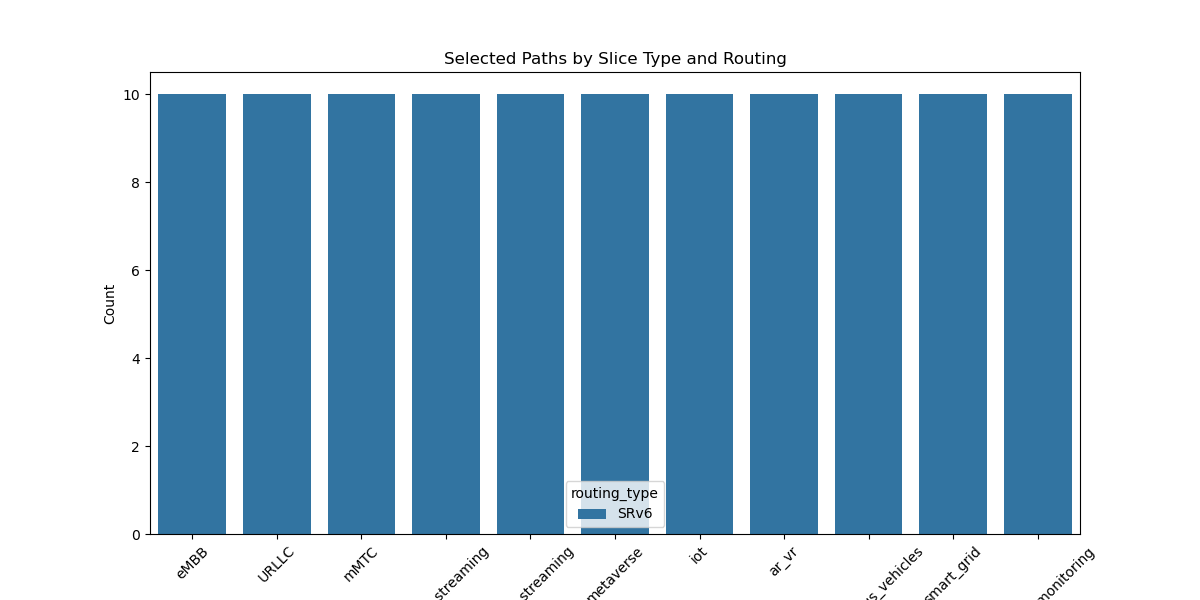 Selected Paths by Slice Type and Routing
10
8
6
4
2
0
Count
routing_type
SRv6
eMBB
URLLC
mMTC
streaming
streaming
metaverse
iot
ar_vr
s_vehicles
smart_grid
monitoring